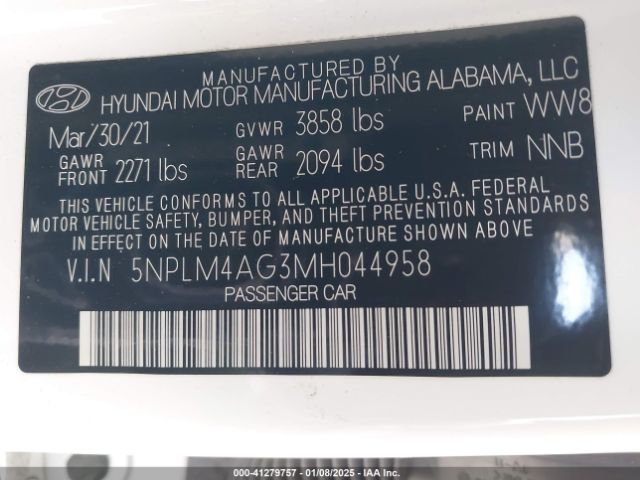 MANUFACTURED BY
HYUNDAI MOTOR MANUFACTURING ALABAMA, LLC
Mar/30/21 GVWR 3858 lbs PAINT WW8
GAWR FRONT 2271 lbs GAWR REAR 2094 lbs TRIM NNB
THIS VEHICLE CONFORMS TO ALL APPLICABLE U.S.A. FEDERAL
MOTOR VEHICLE SAFETY, BUMPER, AND THEFT PREVENTION STANDARDS
IN EFFECT ON THE DATE OF MANUFACTURE SHOWN ABOVE
V.I.N 5NPLM4AG3MH044958
PASSENGER CAR
000-41279757 - 01/08/2025 - IAA Inc.